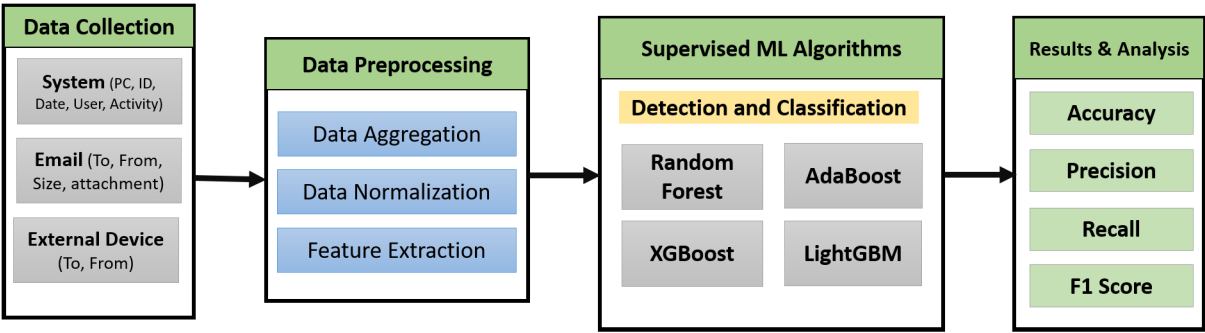 Data Collection
System (PC, ID,
Date, User, Activity)
Email (To, From,
Size, attachment)
External Device
(To, From)
Data Preprocessing
Data Aggregation
Data Normalization
Feature Extraction
Supervised ML Algorithms
Detection and Classification
Random
Forest
AdaBoost
XGBoost
LightGBM
Results & Analysis
Accuracy
Precision
Recall
F1 Score